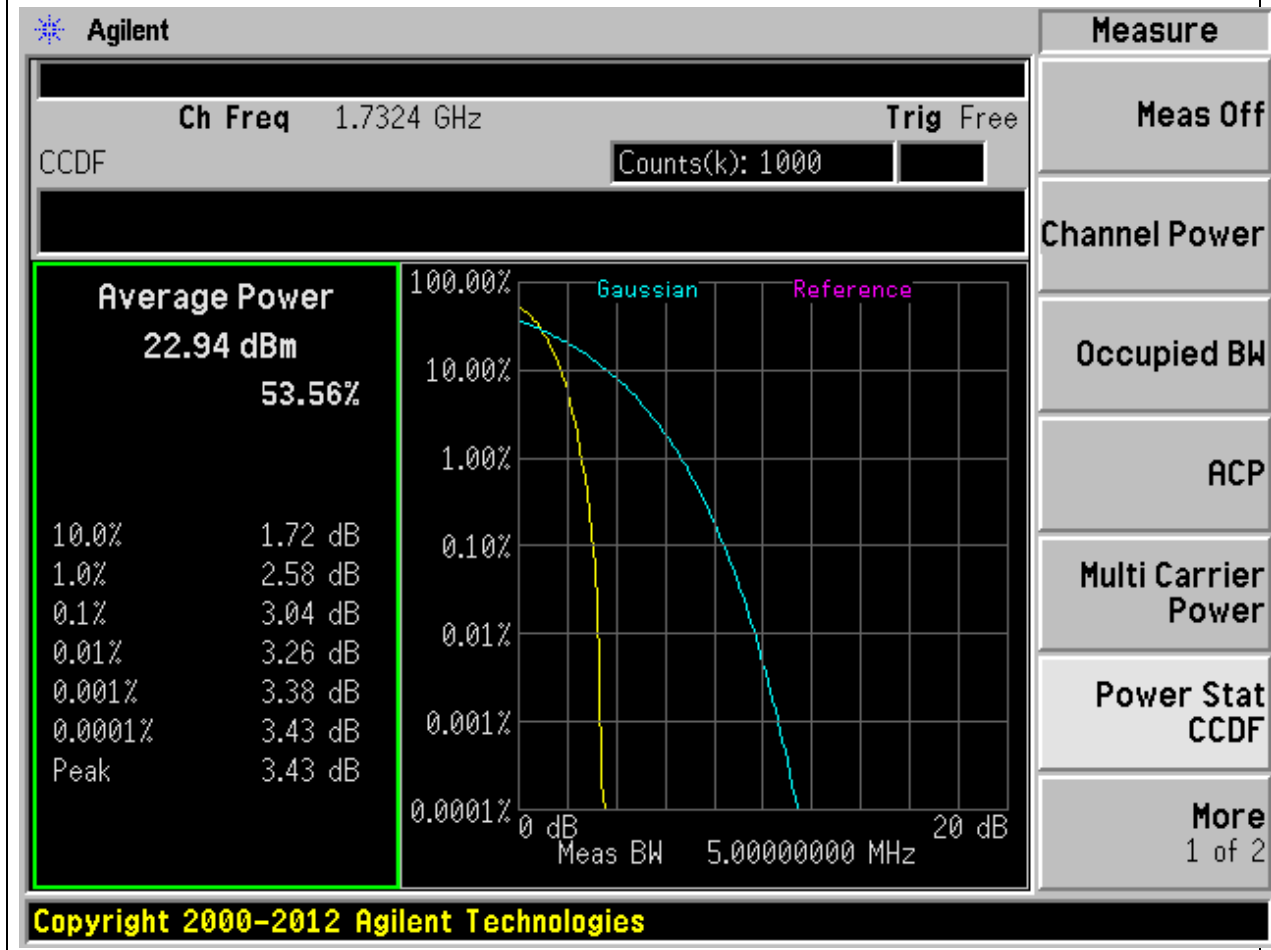 Agilent
Measure
Ch Freq 1.7324 GHz Trig Free
CCDF Counts(k): 1000
Meas Off
Channel Power
Occupied BW
ACP
Multi Carrier
Power
Power Stat
CCDF
More
1 of 2
Average Power
22.94 dBm
53.56%
10.0% 1.72 dB
1.0% 2.58 dB
0.1% 3.04 dB
0.01% 3.26 dB
0.001% 3.38 dB
0.0001% 3.43 dB
Peak 3.43 dB
Gaussian Reference
100.00%
10.00%
1.00%
0.10%
0.01%
0.001%
0.0001%
0 dB 20 dB
Meas BW 5.00000000 MHz
Copyright 2000-2012 Agilent Technologies